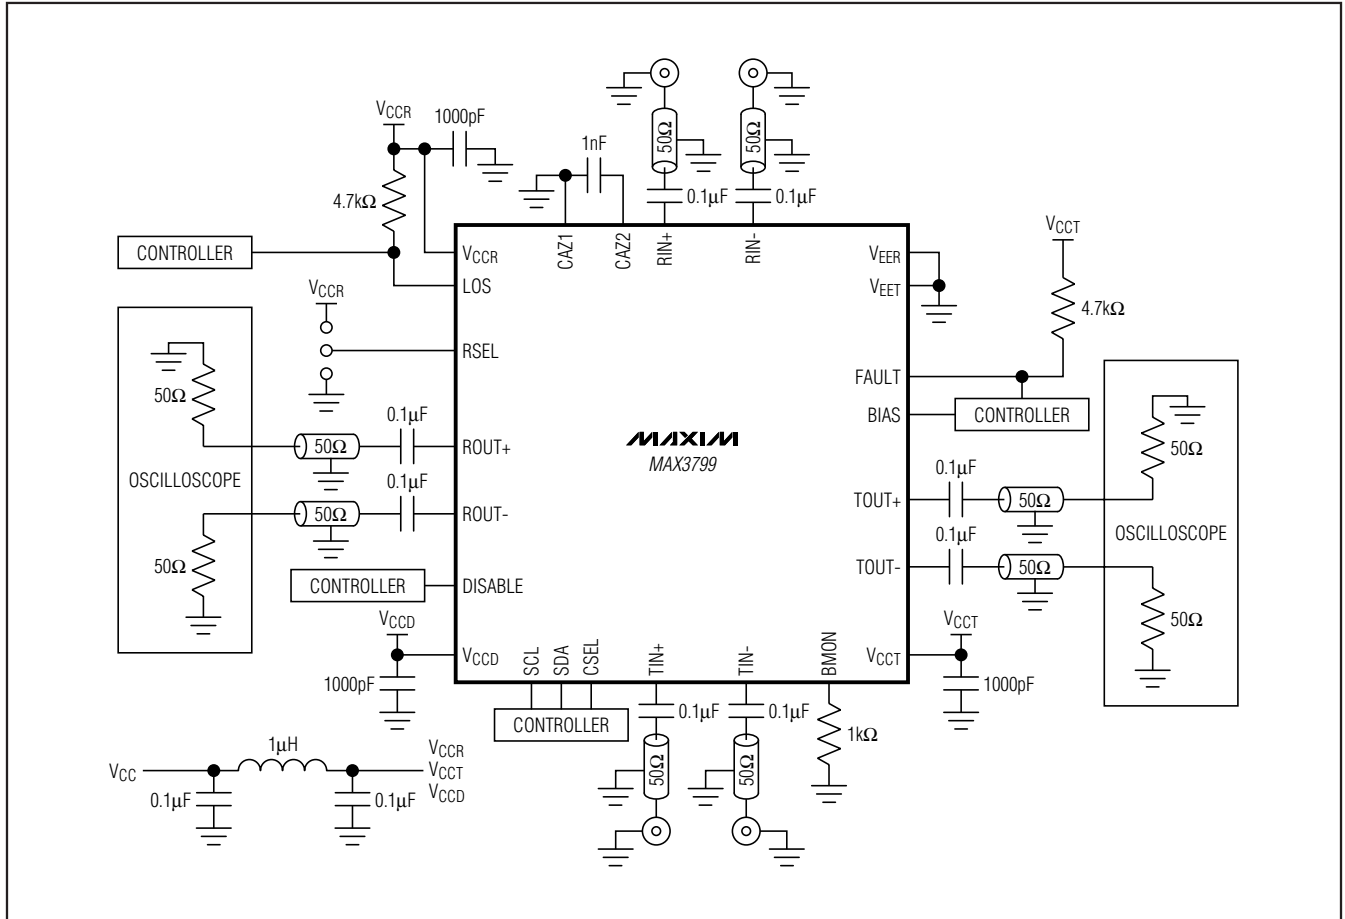 VCCR
1000pF
1nF
50Ω
50Ω
4.7kΩ
0.1μF
0.1μF
VCCT
CONTROLLER
VCCR
CAZ1
CAZ2
RIN+
RIN-
VEER
LOS
VEET
VCCR
4.7kΩ
RSEL
FAULT
50Ω
0.1μF
BIAS
CONTROLLER
50Ω
ROUT+
MAXIM
MAX3799
0.1μF
50Ω
OSCILLOSCOPE
0.1μF
TOUT+
50Ω
50Ω
ROUT-
0.1μF
OSCILLOSCOPE
50Ω
TOUT-
50Ω
CONTROLLER
DISABLE
VCCD
VCCT
50Ω
VCCD
SCL
SDA
CSEL
TIN+
TIN-
BMON
VCCT
1000pF
1000pF
CONTROLLER
0.1μF
0.1μF
1kΩ
1μH
VCCR
VCC
VCCT
50Ω
50Ω
0.1μF
0.1μF
VCCD